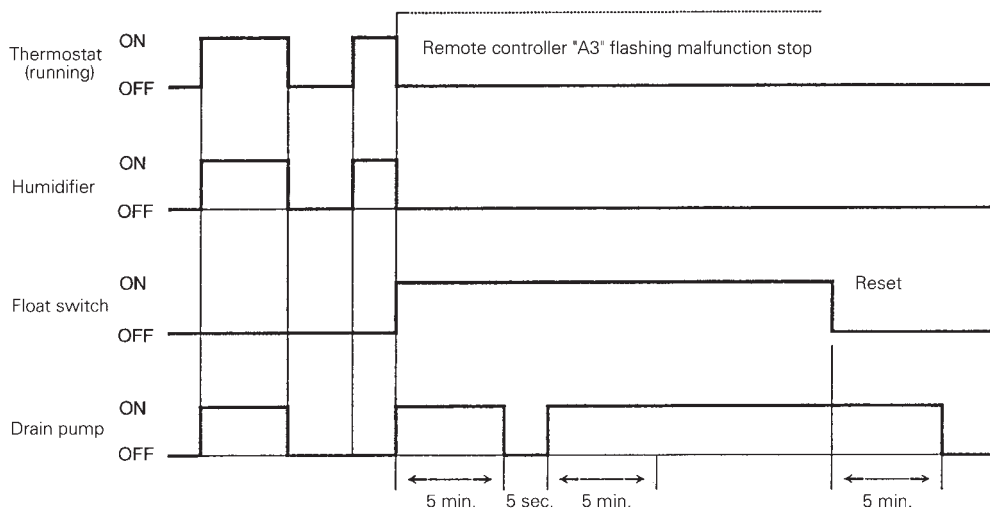 Thermostat
(running)
ON
OFF
Remote controller "A3" flashing malfunction stop
Humidifier
ON
OFF
Float switch
ON
OFF
Reset
Drain pump
ON
OFF
5 min.
5 sec.
5 min.
5 min.